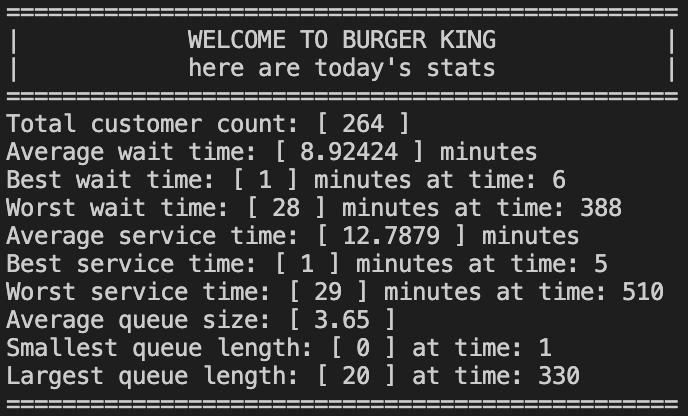 ================================================
|            WELCOME TO BURGER KING            |
|            here are today's stats            |
================================================
Total customer count: [ 264 ]
Average wait time: [ 8.92424 ] minutes
Best wait time: [ 1 ] minutes at time: 6
Worst wait time: [ 28 ] minutes at time: 388
Average service time: [ 12.7879 ] minutes
Best service time: [ 1 ] minutes at time: 5
Worst service time: [ 29 ] minutes at time: 510
Average queue size: [ 3.65 ]
Smallest queue length: [ 0 ] at time: 1
Largest queue length: [ 20 ] at time: 330
================================================